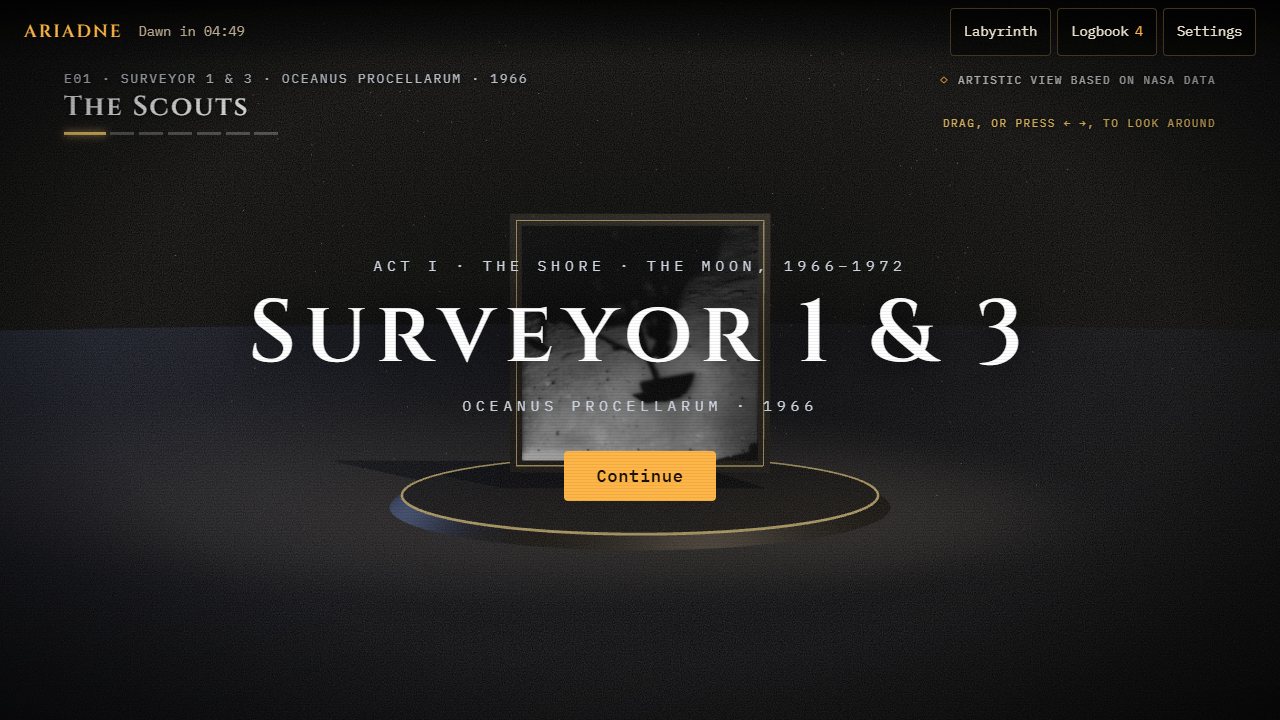 ARIADNE Dawn in 04:49 Labyrinth Logbook 4 Settings
E01 · SURVEYOR 1 & 3 · OCEANUS PROCELLARUM · 1966
◇ ARTISTIC VIEW BASED ON NASA DATA
The Scouts
DRAG, OR PRESS ← →, TO LOOK AROUND
ACT I · THE SHORE · THE MOON, 1966–1972
Surveyor 1 & 3
OCEANUS PROCELLARUM · 1966
Continue